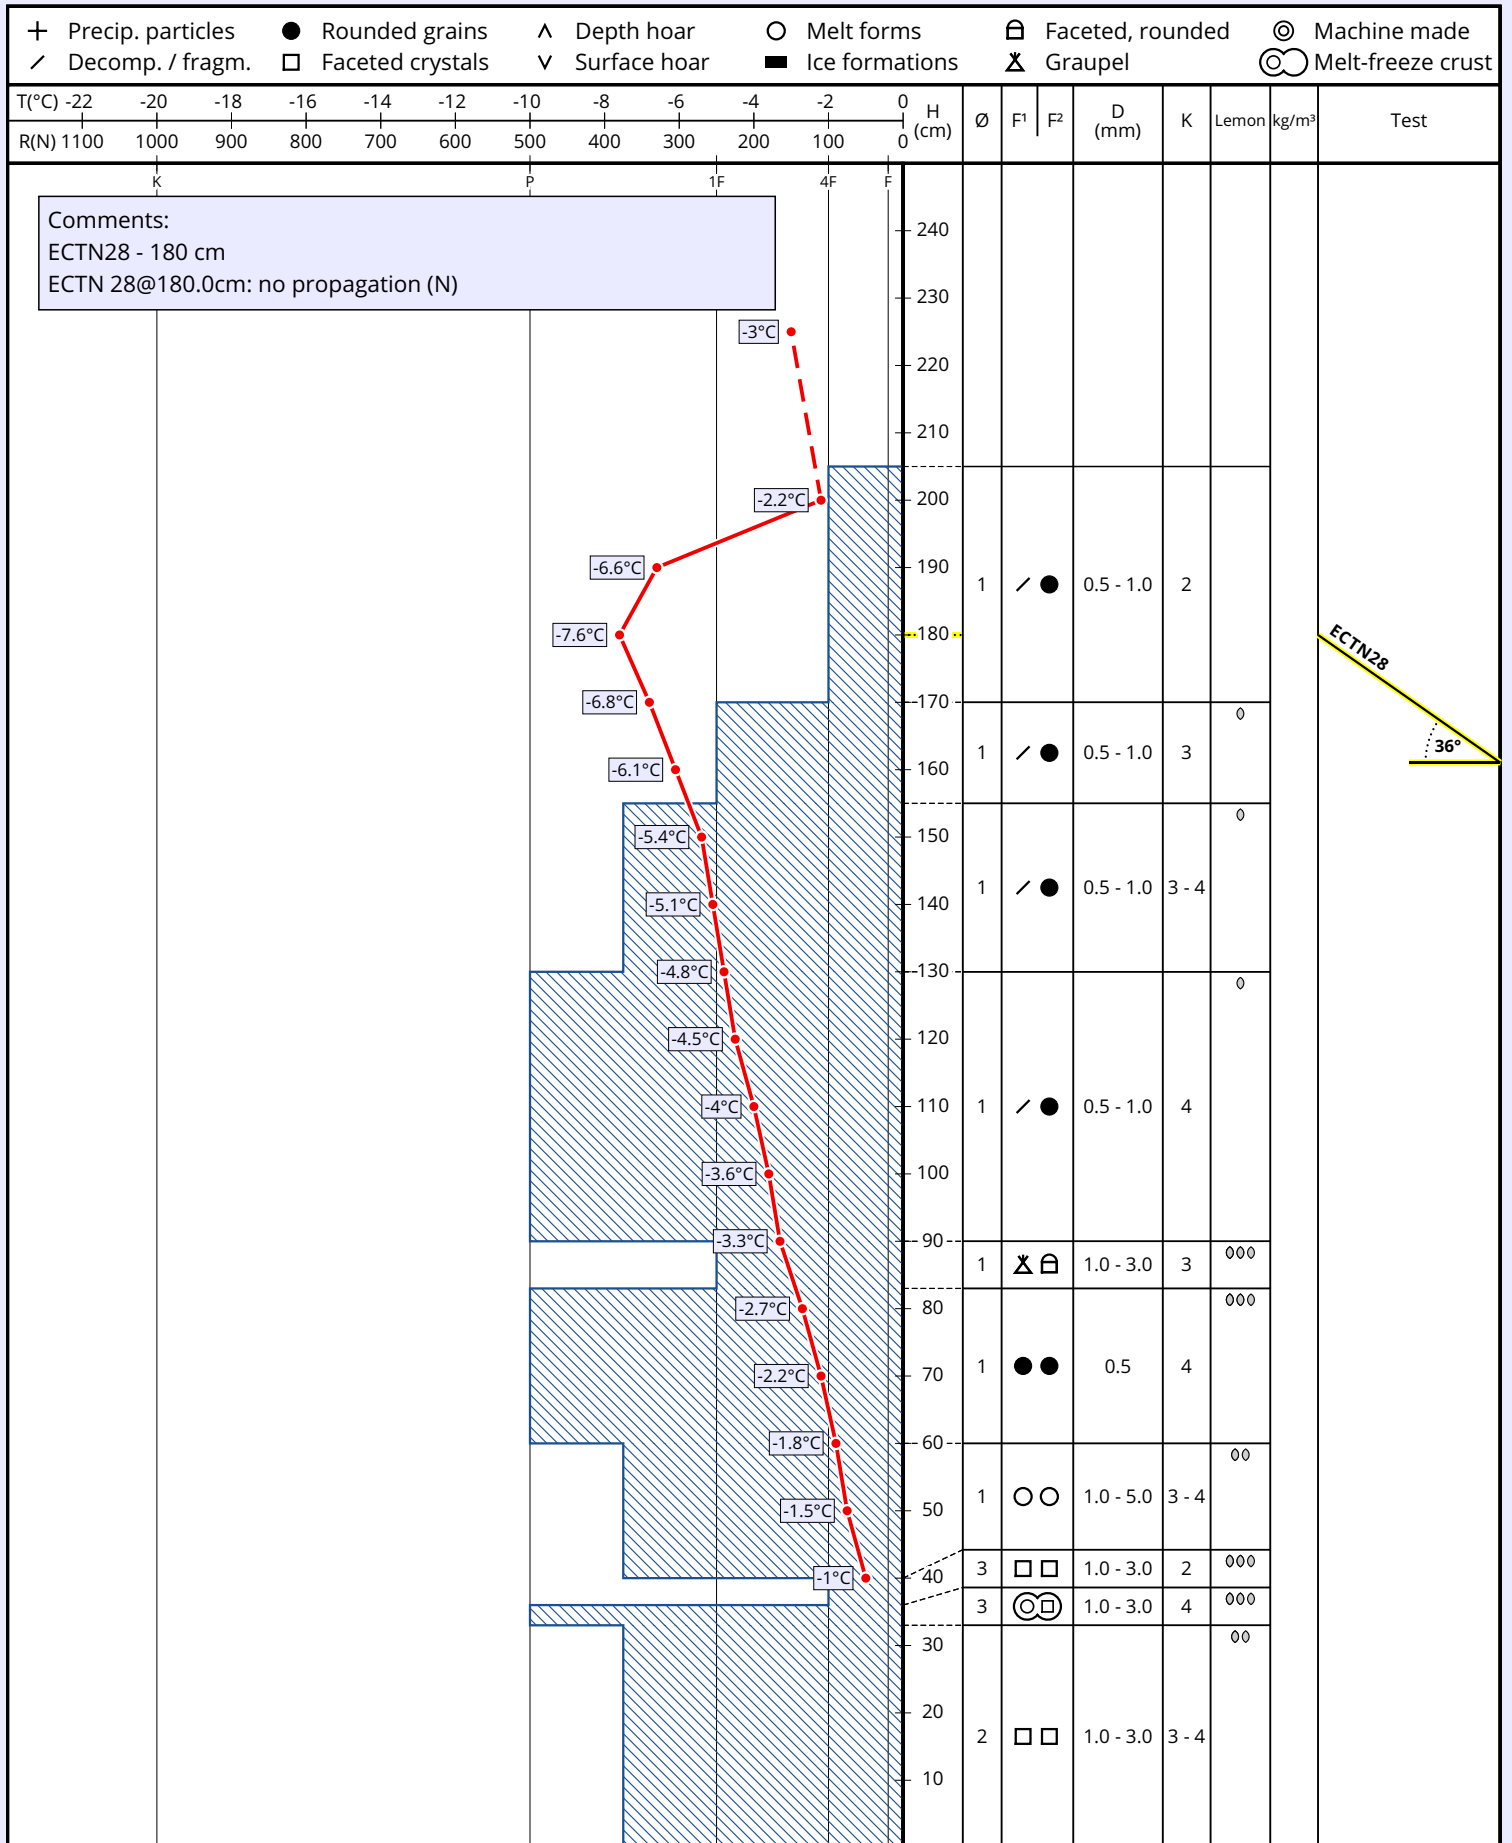 Precip. particles Rounded grains Depth hoar Melt forms Faceted, rounded Machine made
Decomp. / fragm. Faceted crystals Surface hoar Ice formations Graupel Melt-freeze crust
T(°C) -22 -20 -18 -16 -14 -12 -10 -8 -6 -4 -2 0
R(N) 1100 1000 900 800 700 600 500 400 300 200 100 0
H (cm) Ø F¹ F² D (mm) K Lemon kg/m³ Test
K P 1F 4F F
Comments:
ECTN28 - 180 cm
ECTN 28@180.0cm: no propagation (N)
240
230
-3°C
220
210
-2.2°C 200
-6.6°C 190
1 0.5 - 1.0 2
-7.6°C 180
ECTN28
-6.8°C 170
36°
1 0.5 - 1.0 3
-6.1°C 160
-5.4°C 150
1 0.5 - 1.0 3 - 4
-5.1°C 140
-4.8°C 130
-4.5°C 120
-4°C 110 1 0.5 - 1.0 4
-3.6°C 100
-3.3°C 90
1 1.0 - 3.0 3
-2.7°C 80
1 0.5 4
-2.2°C 70
-1.8°C 60
1 1.0 - 5.0 3 - 4
-1.5°C 50
3 1.0 - 3.0 2
-1°C 40
3 1.0 - 3.0 4
30
20
2 1.0 - 3.0 3 - 4
10